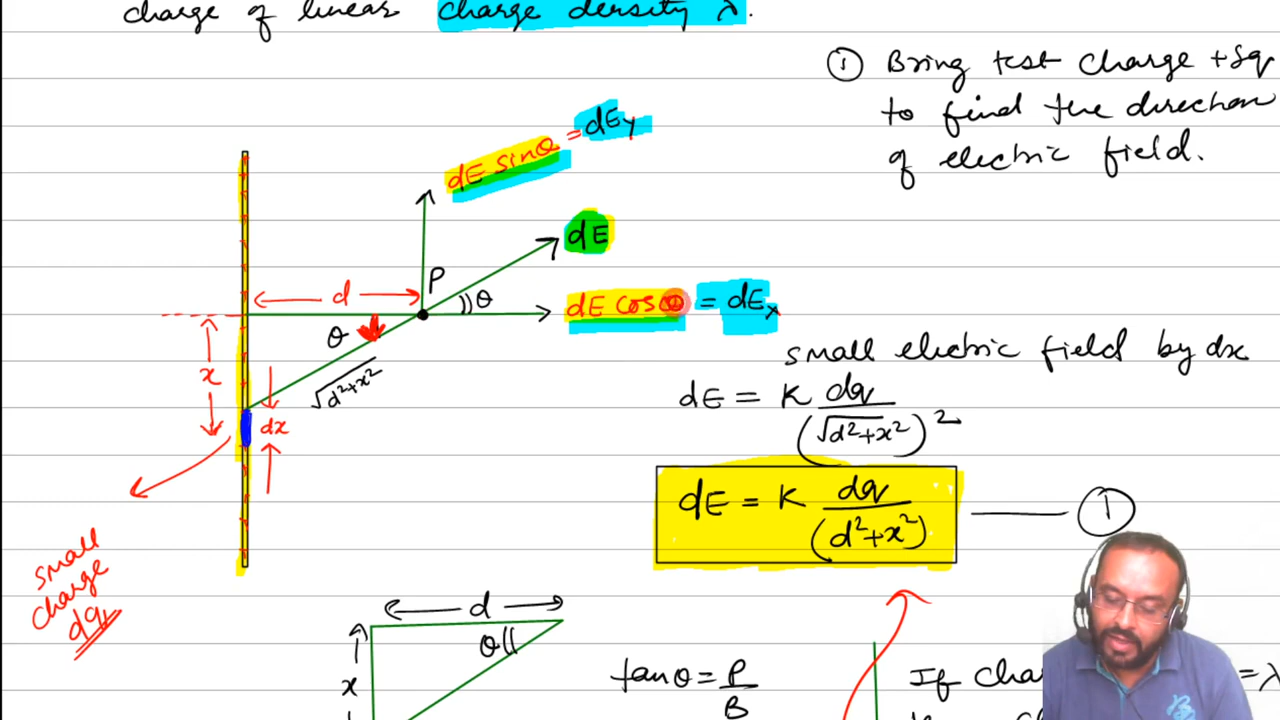 charge of linear charge density λ.
① Bring test charge +δq
to find the direction
of electric field.
dE sinθ = dEy
dE
P
d
θ
dE cosθ = dEx
θ
x
√d²+x²
dx
small electric field by dx
dE = K dq / (√d²+x²)²
dE = K dq / (d²+x²) ①
small
charge
dq
d
θ
x
tanθ = P/B
If cha = λ